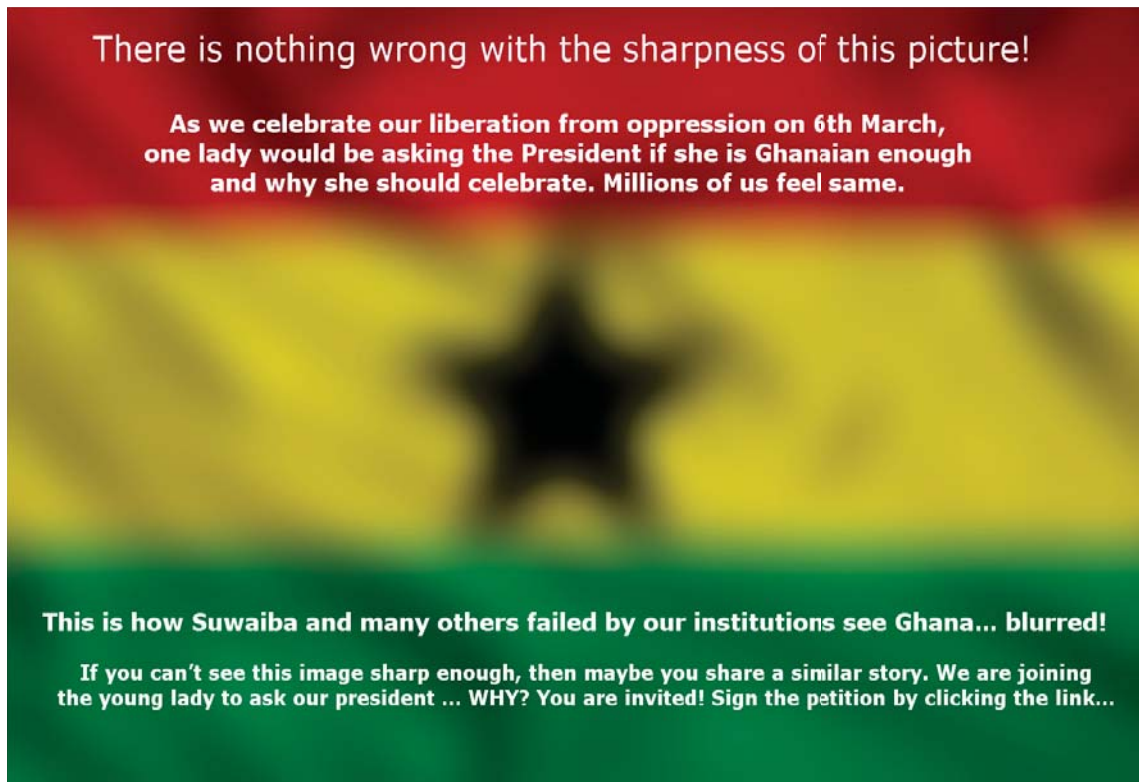 There is nothing wrong with the sharpness of this picture!
As we celebrate our liberation from oppression on 6th March,
one lady would be asking the President if she is Ghanaian enough
and why she should celebrate. Millions of us feel same.
This is how Suwaiba and many others failed by our institutions see Ghana... blurred!
If you can't see this image sharp enough, then maybe you share a similar story. We are joining
the young lady to ask our president ... WHY? You are invited! Sign the petition by clicking the link...